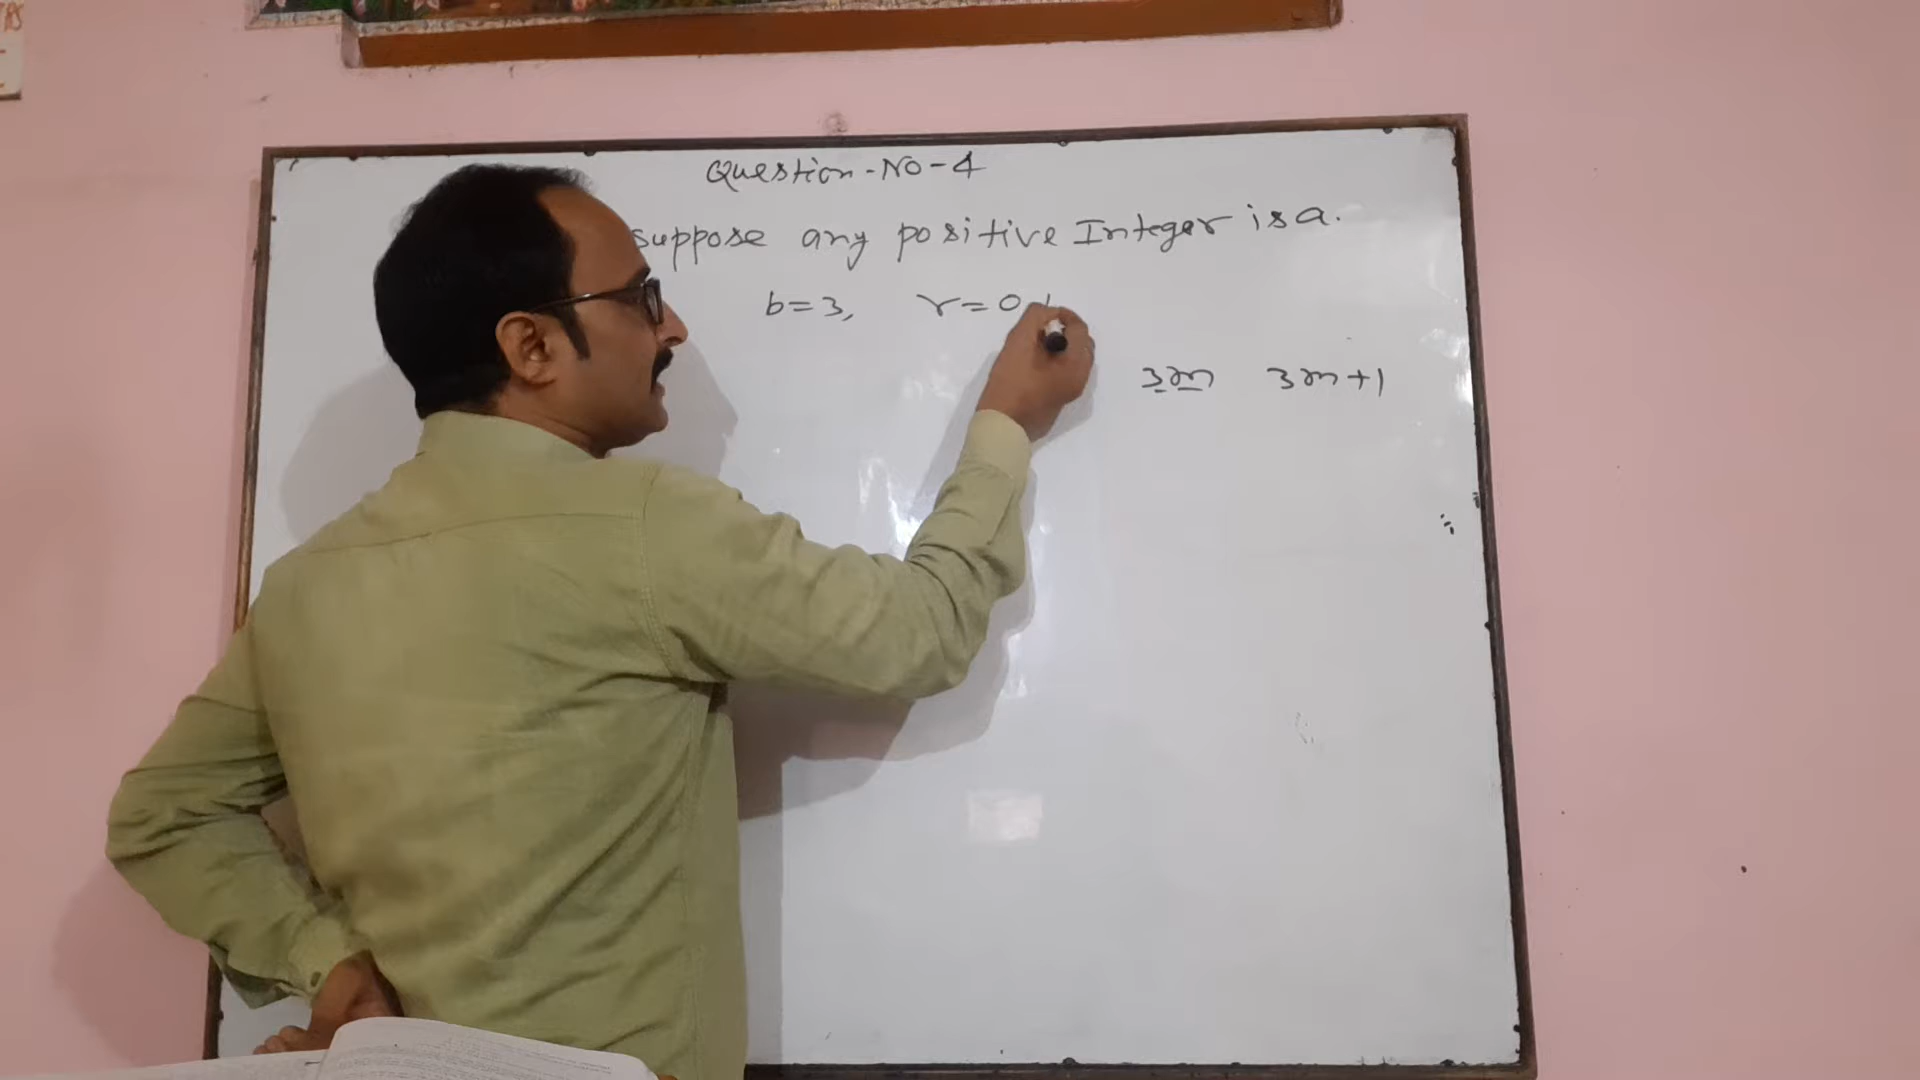 Question-No-4
suppose any positive Integer is a.
b=3, r=0,1
3m 3m+1